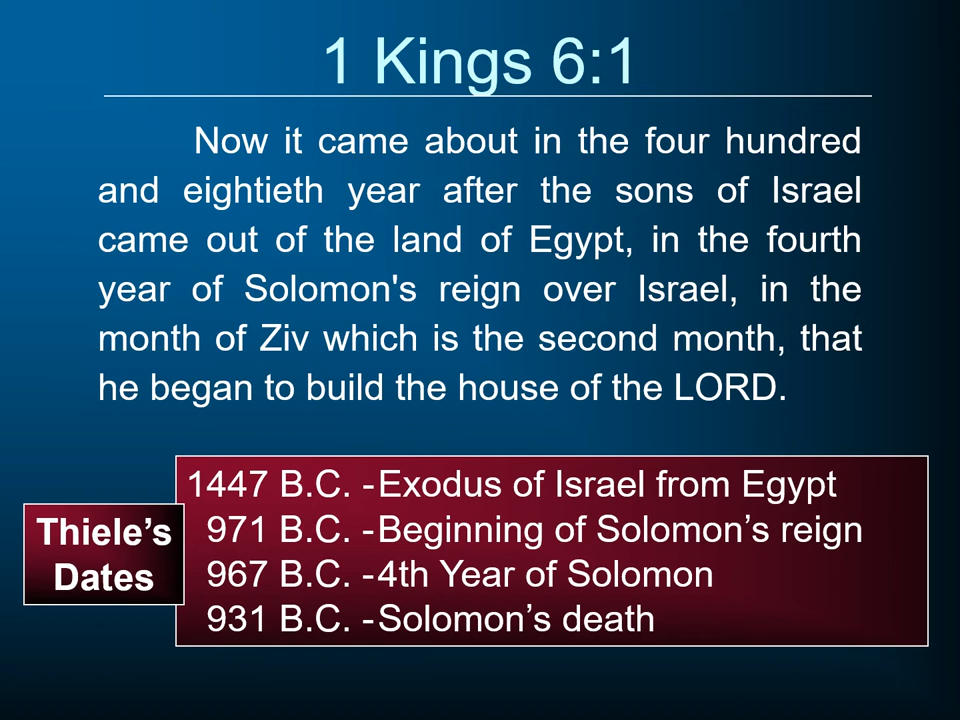 1 Kings 6:1
Now it came about in the four hundred
and eightieth year after the sons of Israel
came out of the land of Egypt, in the fourth
year of Solomon's reign over Israel, in the
month of Ziv which is the second month, that
he began to build the house of the LORD.
Thiele’s
Dates
1447 B.C. - Exodus of Israel from Egypt
971 B.C. - Beginning of Solomon’s reign
967 B.C. - 4th Year of Solomon
931 B.C. - Solomon’s death